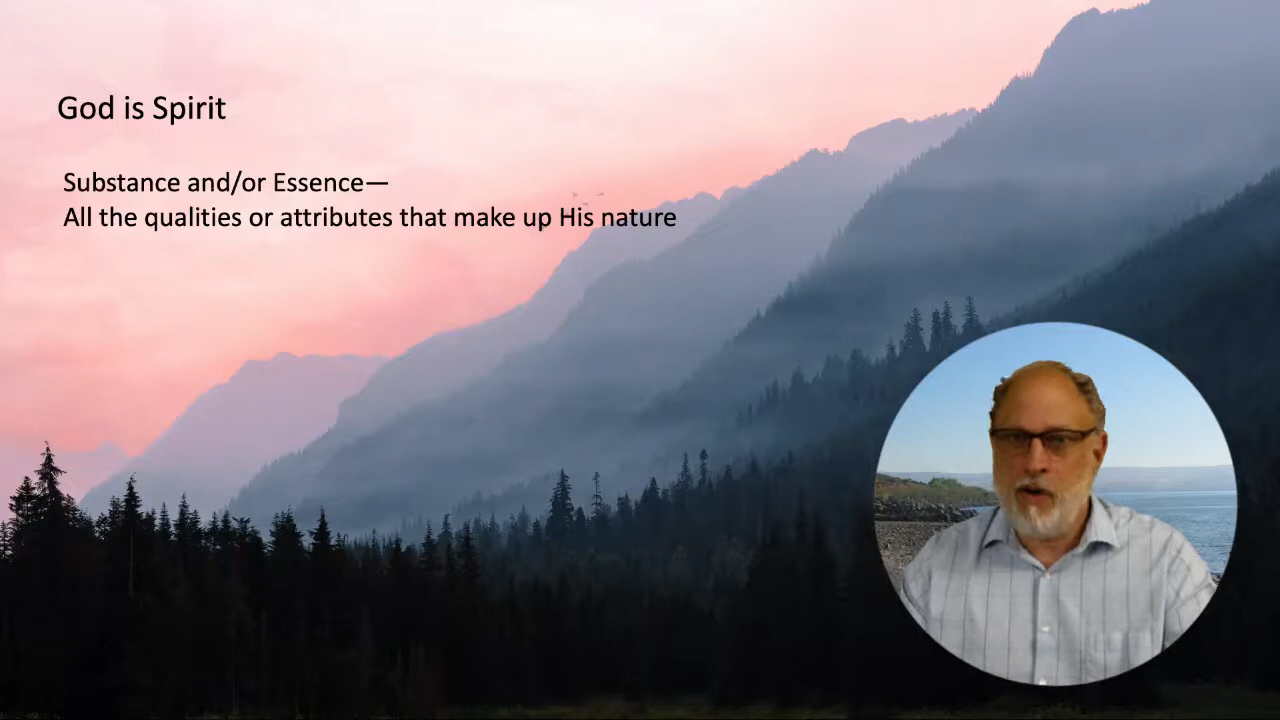 God is Spirit
Substance and/or Essence—
All the qualities or attributes that make up His nature